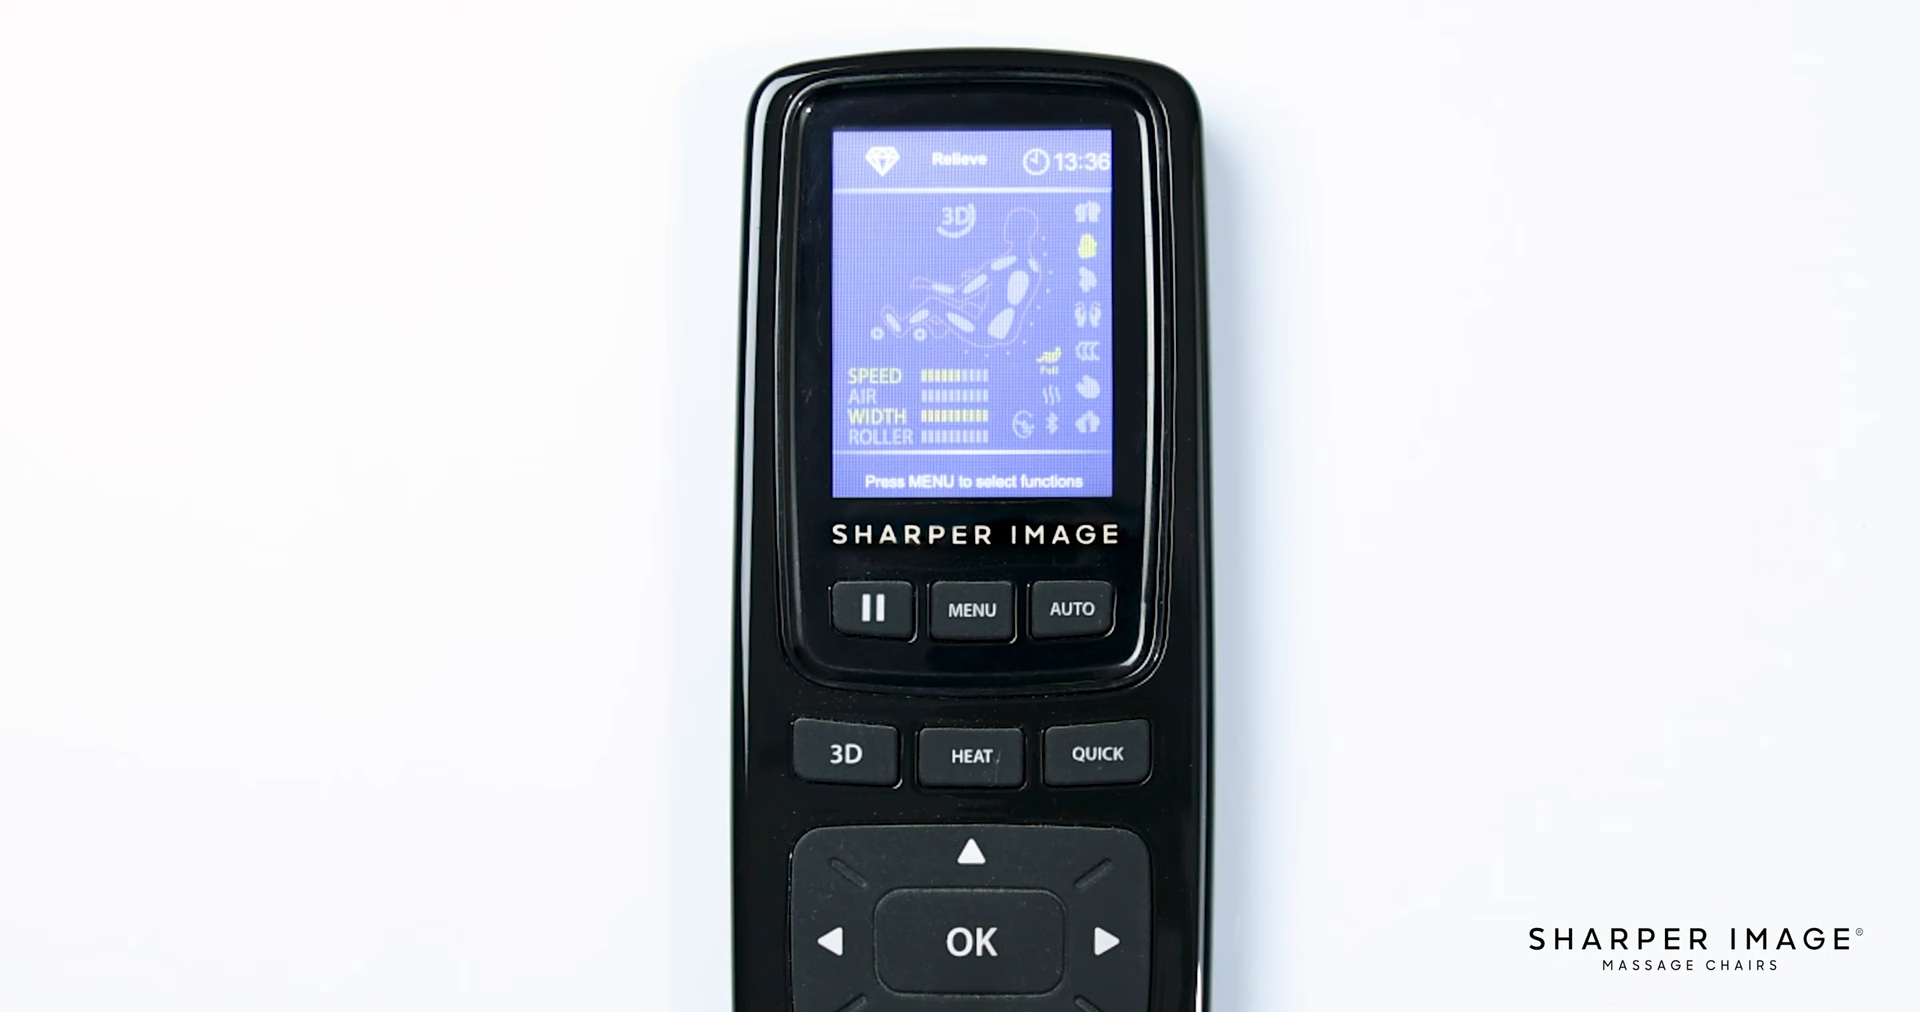 Relieve 13:36
3D
Full
SPEED
AIR
WIDTH
ROLLER
Press MENU to select functions
SHARPER IMAGE
MENU AUTO
3D HEAT QUICK
OK
SHARPER IMAGE®
MASSAGE CHAIRS